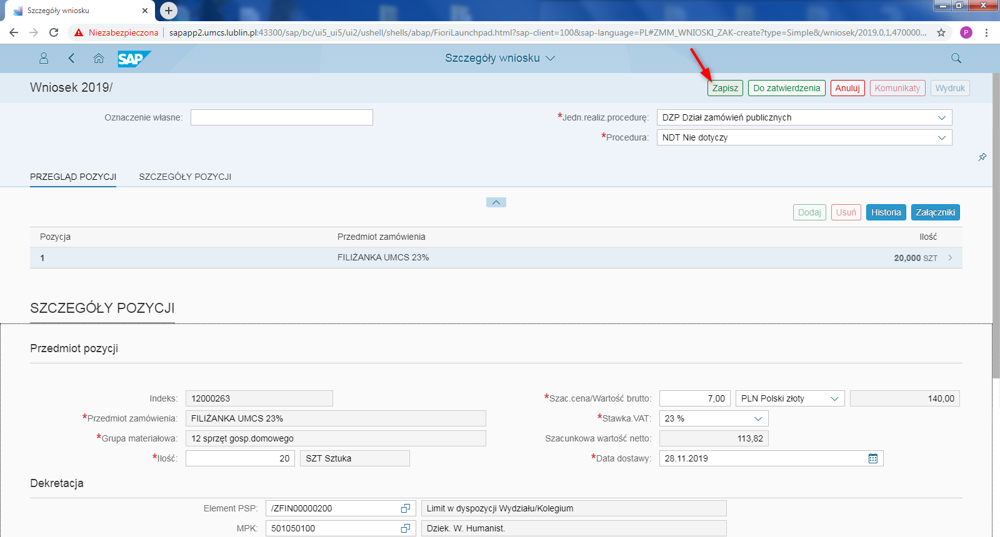 Szczegóły wniosku
Niezabezpieczona
sapapp2.umcs.lublin.pl:43300/sap/bc/ui5_ui5/ui2/ushell/shells/abap/FioriLaunchpad.html?sap-client=100&sap-language=PL#ZMM_WNIOSKI_ZAK-create?type=Simple&/wniosek/2019,0,1,470000...
P
SAP
Szczegóły wniosku
Wniosek 2019/
Zapisz
Do zatwierdzenia
Anuluj
Komunikaty
Wydruk
Oznaczenie własne:
*Jedn.realiz.procedurę:
DZP Dział zamówień publicznych
*Procedura:
NDT Nie dotyczy
PRZEGLĄD POZYCJI
SZCZEGÓŁY POZYCJI
Dodaj
Usuń
Historia
Załączniki
Pozycja
Przedmiot zamówienia
Ilość
1
FILIŻANKA UMCS 23%
20,000 SZT
SZCZEGÓŁY POZYCJI
Przedmiot pozycji
Indeks:
12000263
*Szac.cena/Wartość brutto:
7,00
PLN Polski złoty
140,00
*Przedmiot zamówienia:
FILIŻANKA UMCS 23%
*Stawka.VAT:
23 %
*Grupa materiałowa:
12 sprzęt gosp.domowego
Szacunkowa wartość netto:
113,82
*Ilość:
20
SZT Sztuka
*Data dostawy:
28.11.2019
Dekretacja
Element PSP:
/ZFIN00000200
Limit w dyspozycji Wydziału/Kolegium
MPK:
501050100
Dziek. W. Humanist.